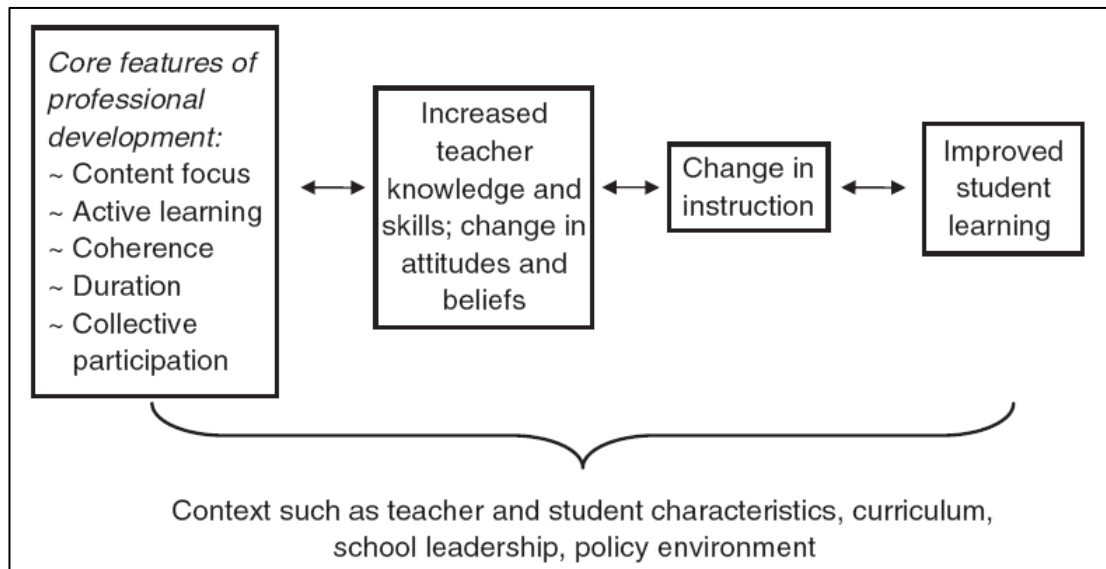 Core features of
professional
development:
~ Content focus
~ Active learning
~ Coherence
~ Duration
~ Collective
participation
Increased
teacher
knowledge and
skills; change in
attitudes and
beliefs
Change in
instruction
Improved
student
learning
Context such as teacher and student characteristics, curriculum,
school leadership, policy environment